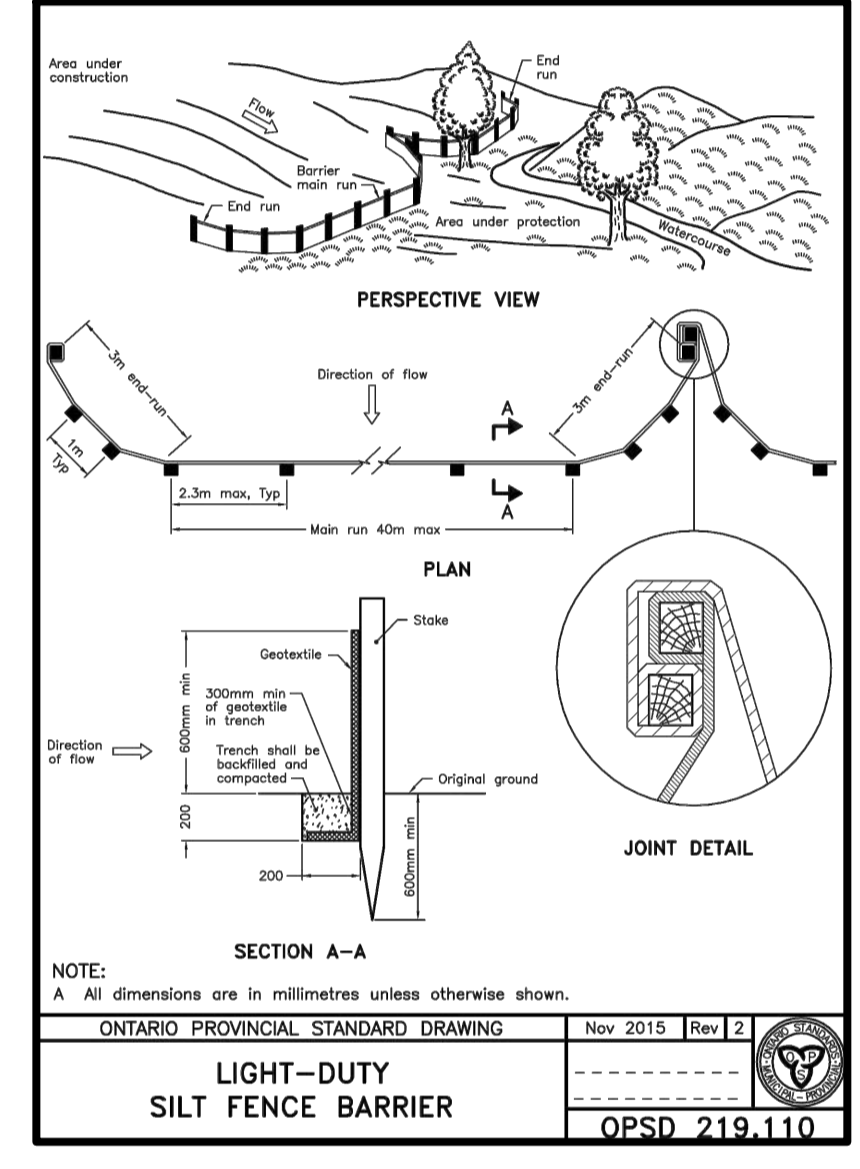 Area under
construction
End
run
Flow
Barrier
main run
End run
Area under protection
Watercourse
PERSPECTIVE VIEW
3m end-run
Direction of flow
3m end-run
A
1m
Typ
2.3m max, Typ
A
Main run 40m max
PLAN
Stake
Geotextile
600mm min
300mm min
of geotextile
in trench
Direction
of flow
Trench shall be
backfilled and
compacted
Original ground
200
600mm min
200
JOINT DETAIL
SECTION A-A
NOTE:
A All dimensions are in millimetres unless otherwise shown.
ONTARIO PROVINCIAL STANDARD DRAWING
Nov 2015
Rev
2
LIGHT-DUTY
SILT FENCE BARRIER
ONTARIO STANDARDS
O P
S
MUNICIPAL-PROVINCIAL
OPSD 219.110